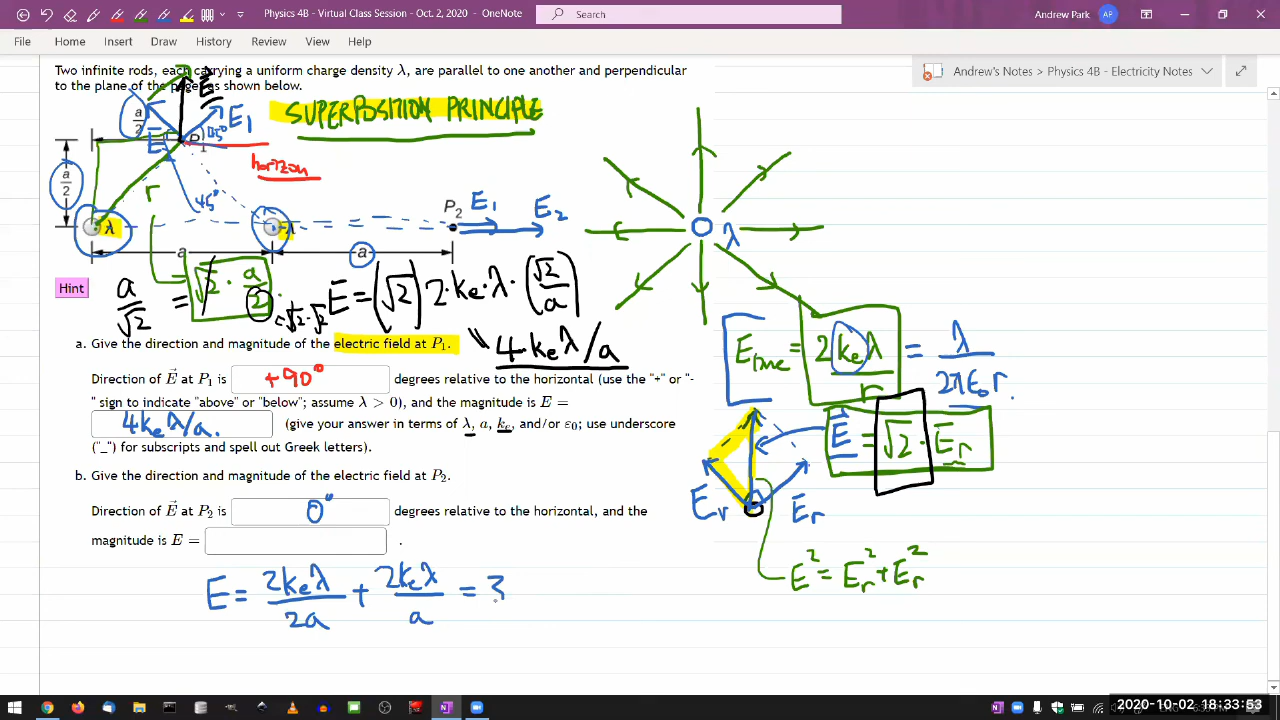 Physics 4B - Virtual Class Session - Oct. 2, 2020 - OneNote
Search
Andrew Park
AP
File Home Insert Draw History Review View Help
Andrew's Notes - Physics 4B - Electricity Notes
Two infinite rods, each carrying a uniform charge density λ, are parallel to one another and perpendicular
to the plane of the page as shown below.
SUPERPOSITION PRINCIPLE
E
a/2
E1
45°
P1
horizon
a/2
r
45°
P2
E1
E2
λ
λ
λ
a
a
Hint
a/√2 = √2 · a/2
E = (√2) 2·ke·λ·(√2/a)
4·keλ/a
Eline = 2keλ/r = λ/2πε0r
E = √2 · Er
Er
Er
E² = Er² + Er²
a. Give the direction and magnitude of the electric field at P1.
Direction of E at P1 is +90° degrees relative to the horizontal (use the "+" or "-
" sign to indicate "above" or "below"; assume λ > 0), and the magnitude is E =
4keλ/a. (give your answer in terms of λ, a, ke, and/or ε0; use underscore
("_") for subscripts and spell out Greek letters).
b. Give the direction and magnitude of the electric field at P2.
Direction of E at P2 is 0° degrees relative to the horizontal, and the
magnitude is E = .
E = 2keλ/2a + 2keλ/a = 3
2020-10-02 18:33:53